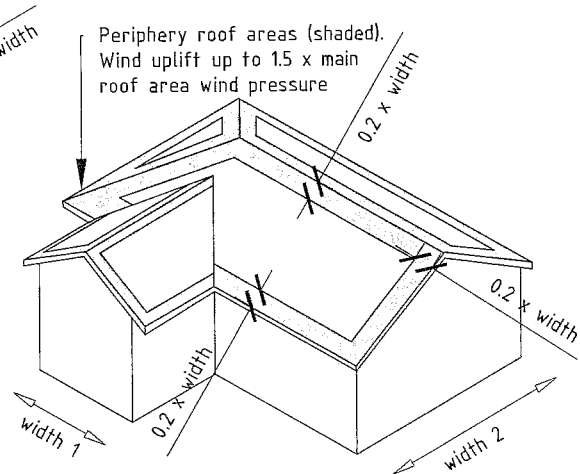 width
Periphery roof areas (shaded).
Wind uplift up to 1.5 x main
roof area wind pressure
0.2 x width
0.2 x width
0.2 x width
width 1
width 2